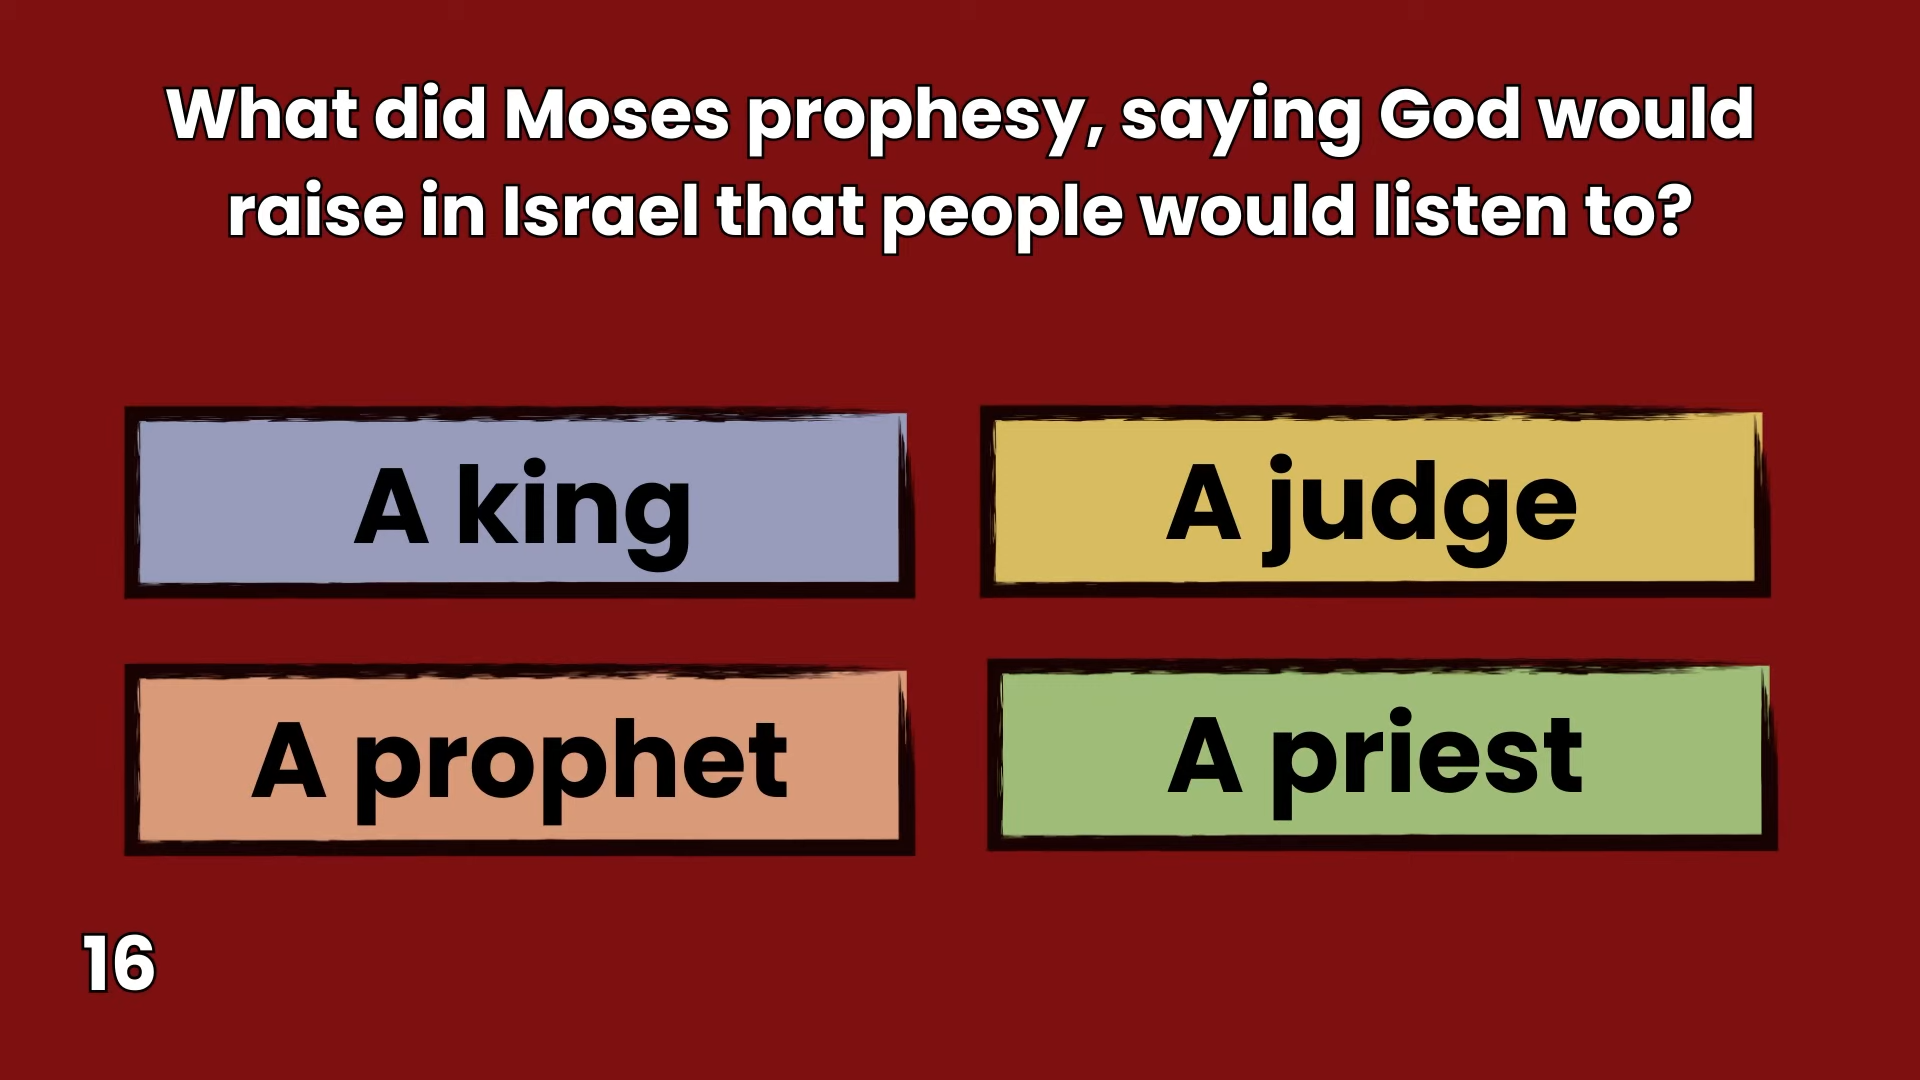 What did Moses prophesy, saying God would
raise in Israel that people would listen to?
A king
A judge
A prophet
A priest
16